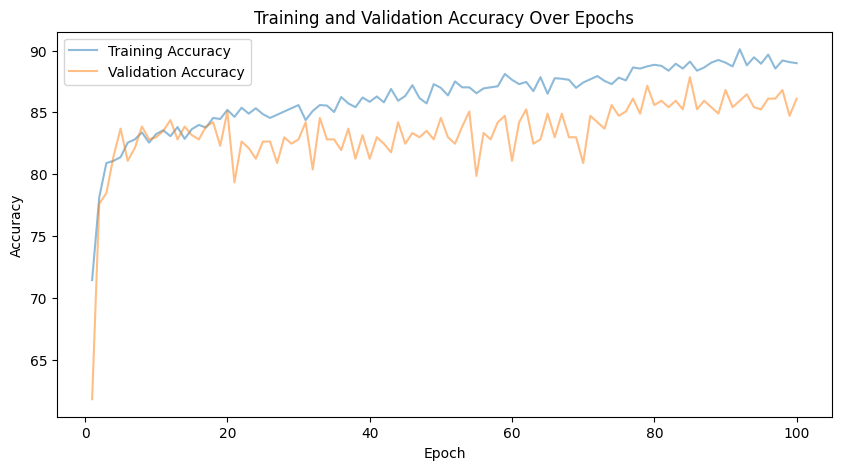 Training and Validation Accuracy Over Epochs
Training Accuracy
Validation Accuracy
90
85
80
75
70
65
Accuracy
0 20 40 60 80 100
Epoch